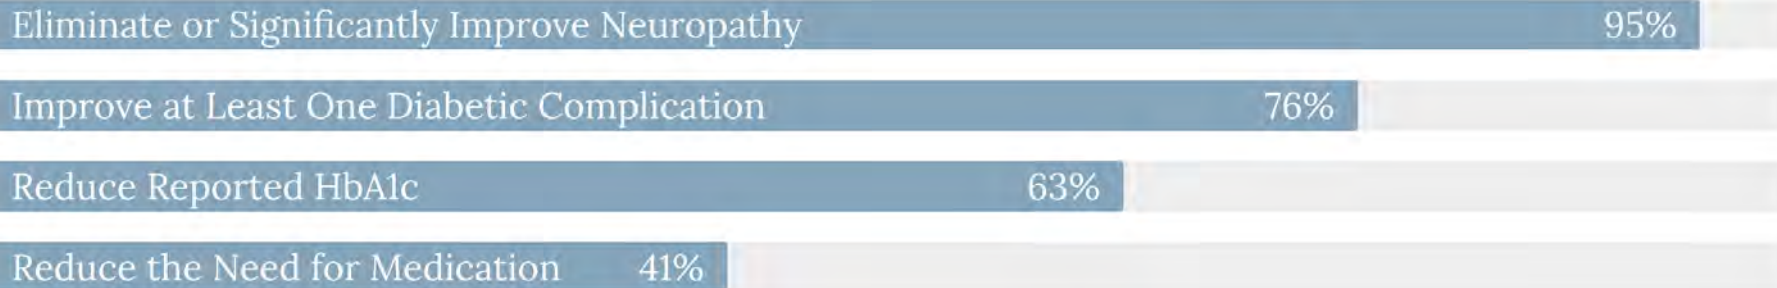 Eliminate or Significantly Improve Neuropathy 95%
Improve at Least One Diabetic Complication 76%
Reduce Reported HbA1c 63%
Reduce the Need for Medication 41%